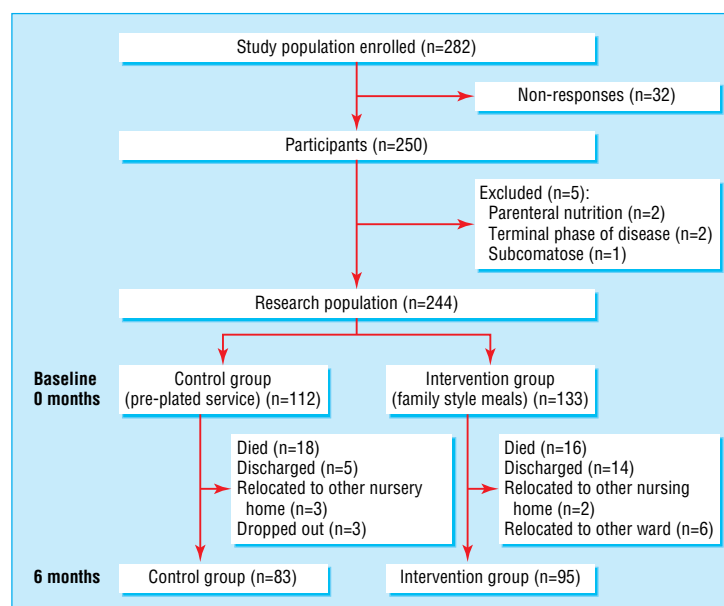 Study population enrolled (n=282)
Non-responses (n=32)
Participants (n=250)
Excluded (n=5):
Parenteral nutrition (n=2)
Terminal phase of disease (n=2)
Subcomatose (n=1)
Research population (n=244)
Baseline
0 months
Control group
(pre-plated service) (n=112)
Intervention group
(family style meals) (n=133)
Died (n=18)
Discharged (n=5)
Relocated to other nursery
home (n=3)
Dropped out (n=3)
Died (n=16)
Discharged (n=14)
Relocated to other nursing
home (n=2)
Relocated to other ward (n=6)
6 months
Control group (n=83)
Intervention group (n=95)